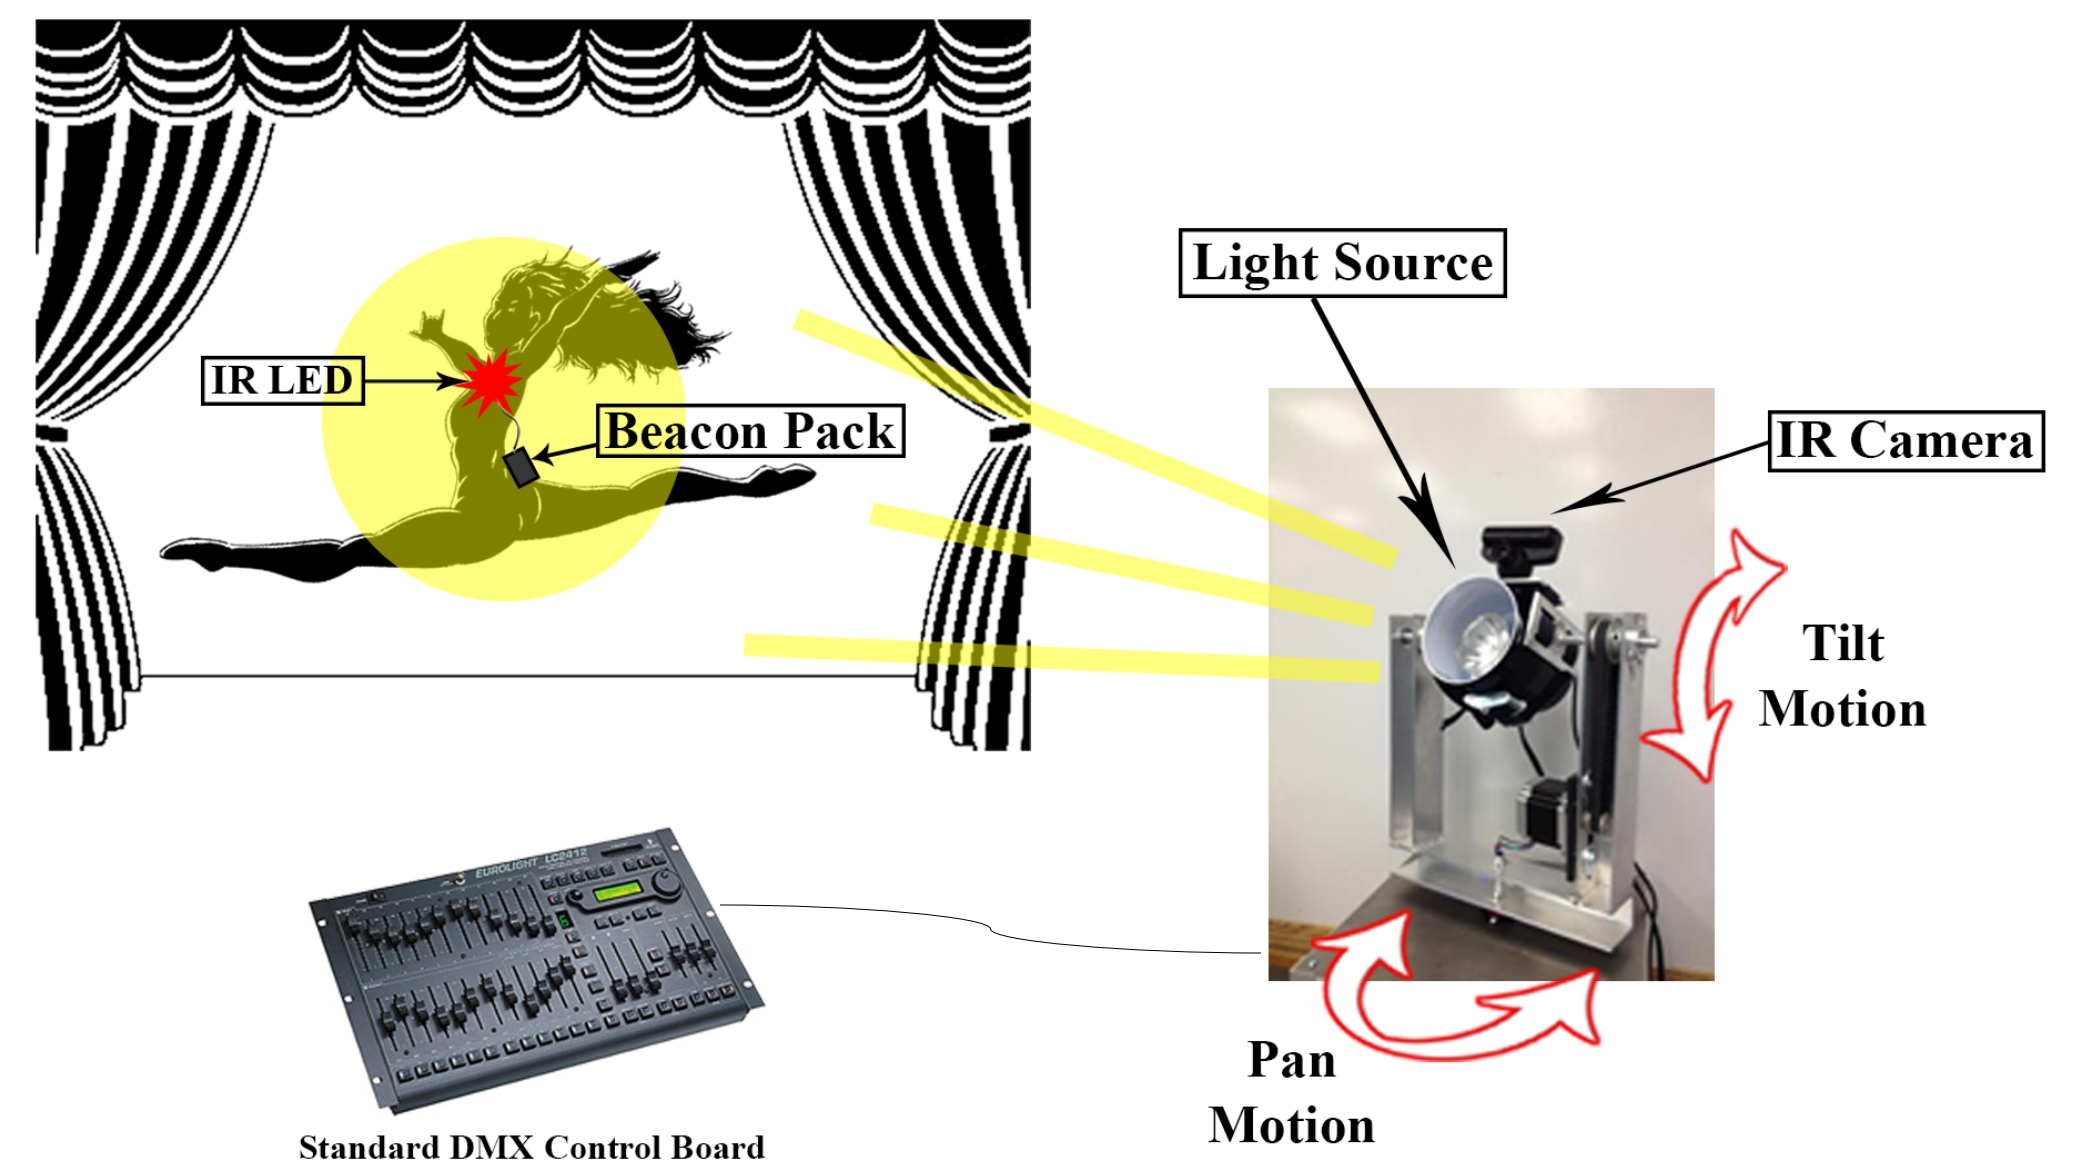 Light Source
IR LED
Beacon Pack
IR Camera
Tilt
Motion
EUROLIGHT LC2412
Pan
Motion
Standard DMX Control Board